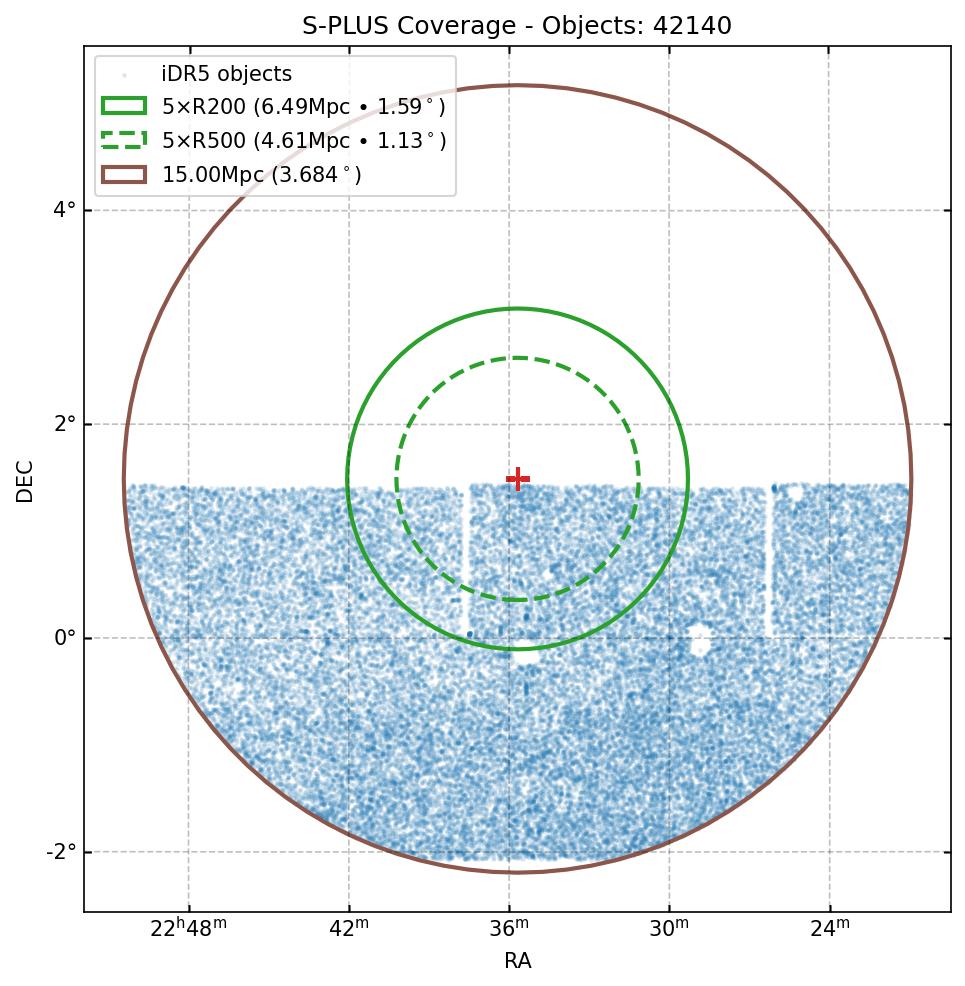 S-PLUS Coverage - Objects: 42140
iDR5 objects
5×R200 (6.49Mpc • 1.59°)
5×R500 (4.61Mpc • 1.13°)
15.00Mpc (3.684°)
4°
2°
0°
-2°
DEC
22ʰ48ᵐ 42ᵐ 36ᵐ 30ᵐ 24ᵐ
RA